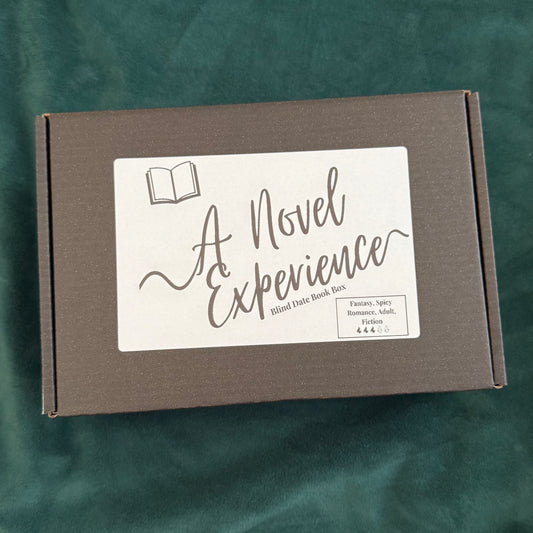 A Novel
Experience
Blind Date Book Box
Fantasy, Spicy
Romance, Adult,
Fiction